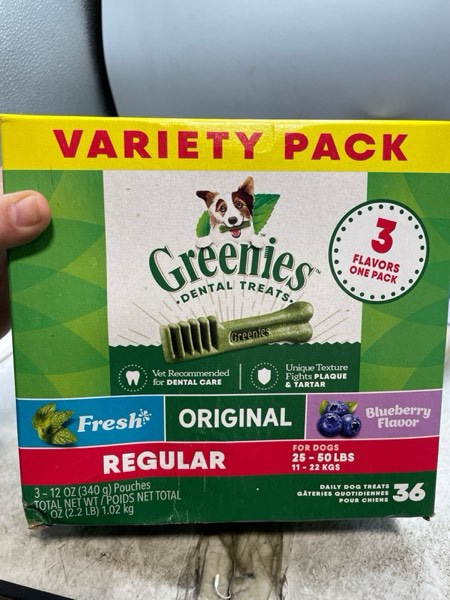 VARIETY PACK
3
FLAVORS
ONE PACK
Greenies™
•DENTAL TREATS•
Greenies
Vet Recommended
for DENTAL CARE
Unique Texture
Fights PLAQUE
& TARTAR
Fresh
ORIGINAL
Blueberry
Flavor
REGULAR
FOR DOGS
25 - 50 LBS
11 - 22 KGS
3 - 12 OZ (340 g) Pouches
TOTAL NET WT / POIDS NET TOTAL
OZ (2.2 LB) 1.02 kg
DAILY DOG TREATS
GÂTERIES QUOTIDIENNES
POUR CHIENS
36